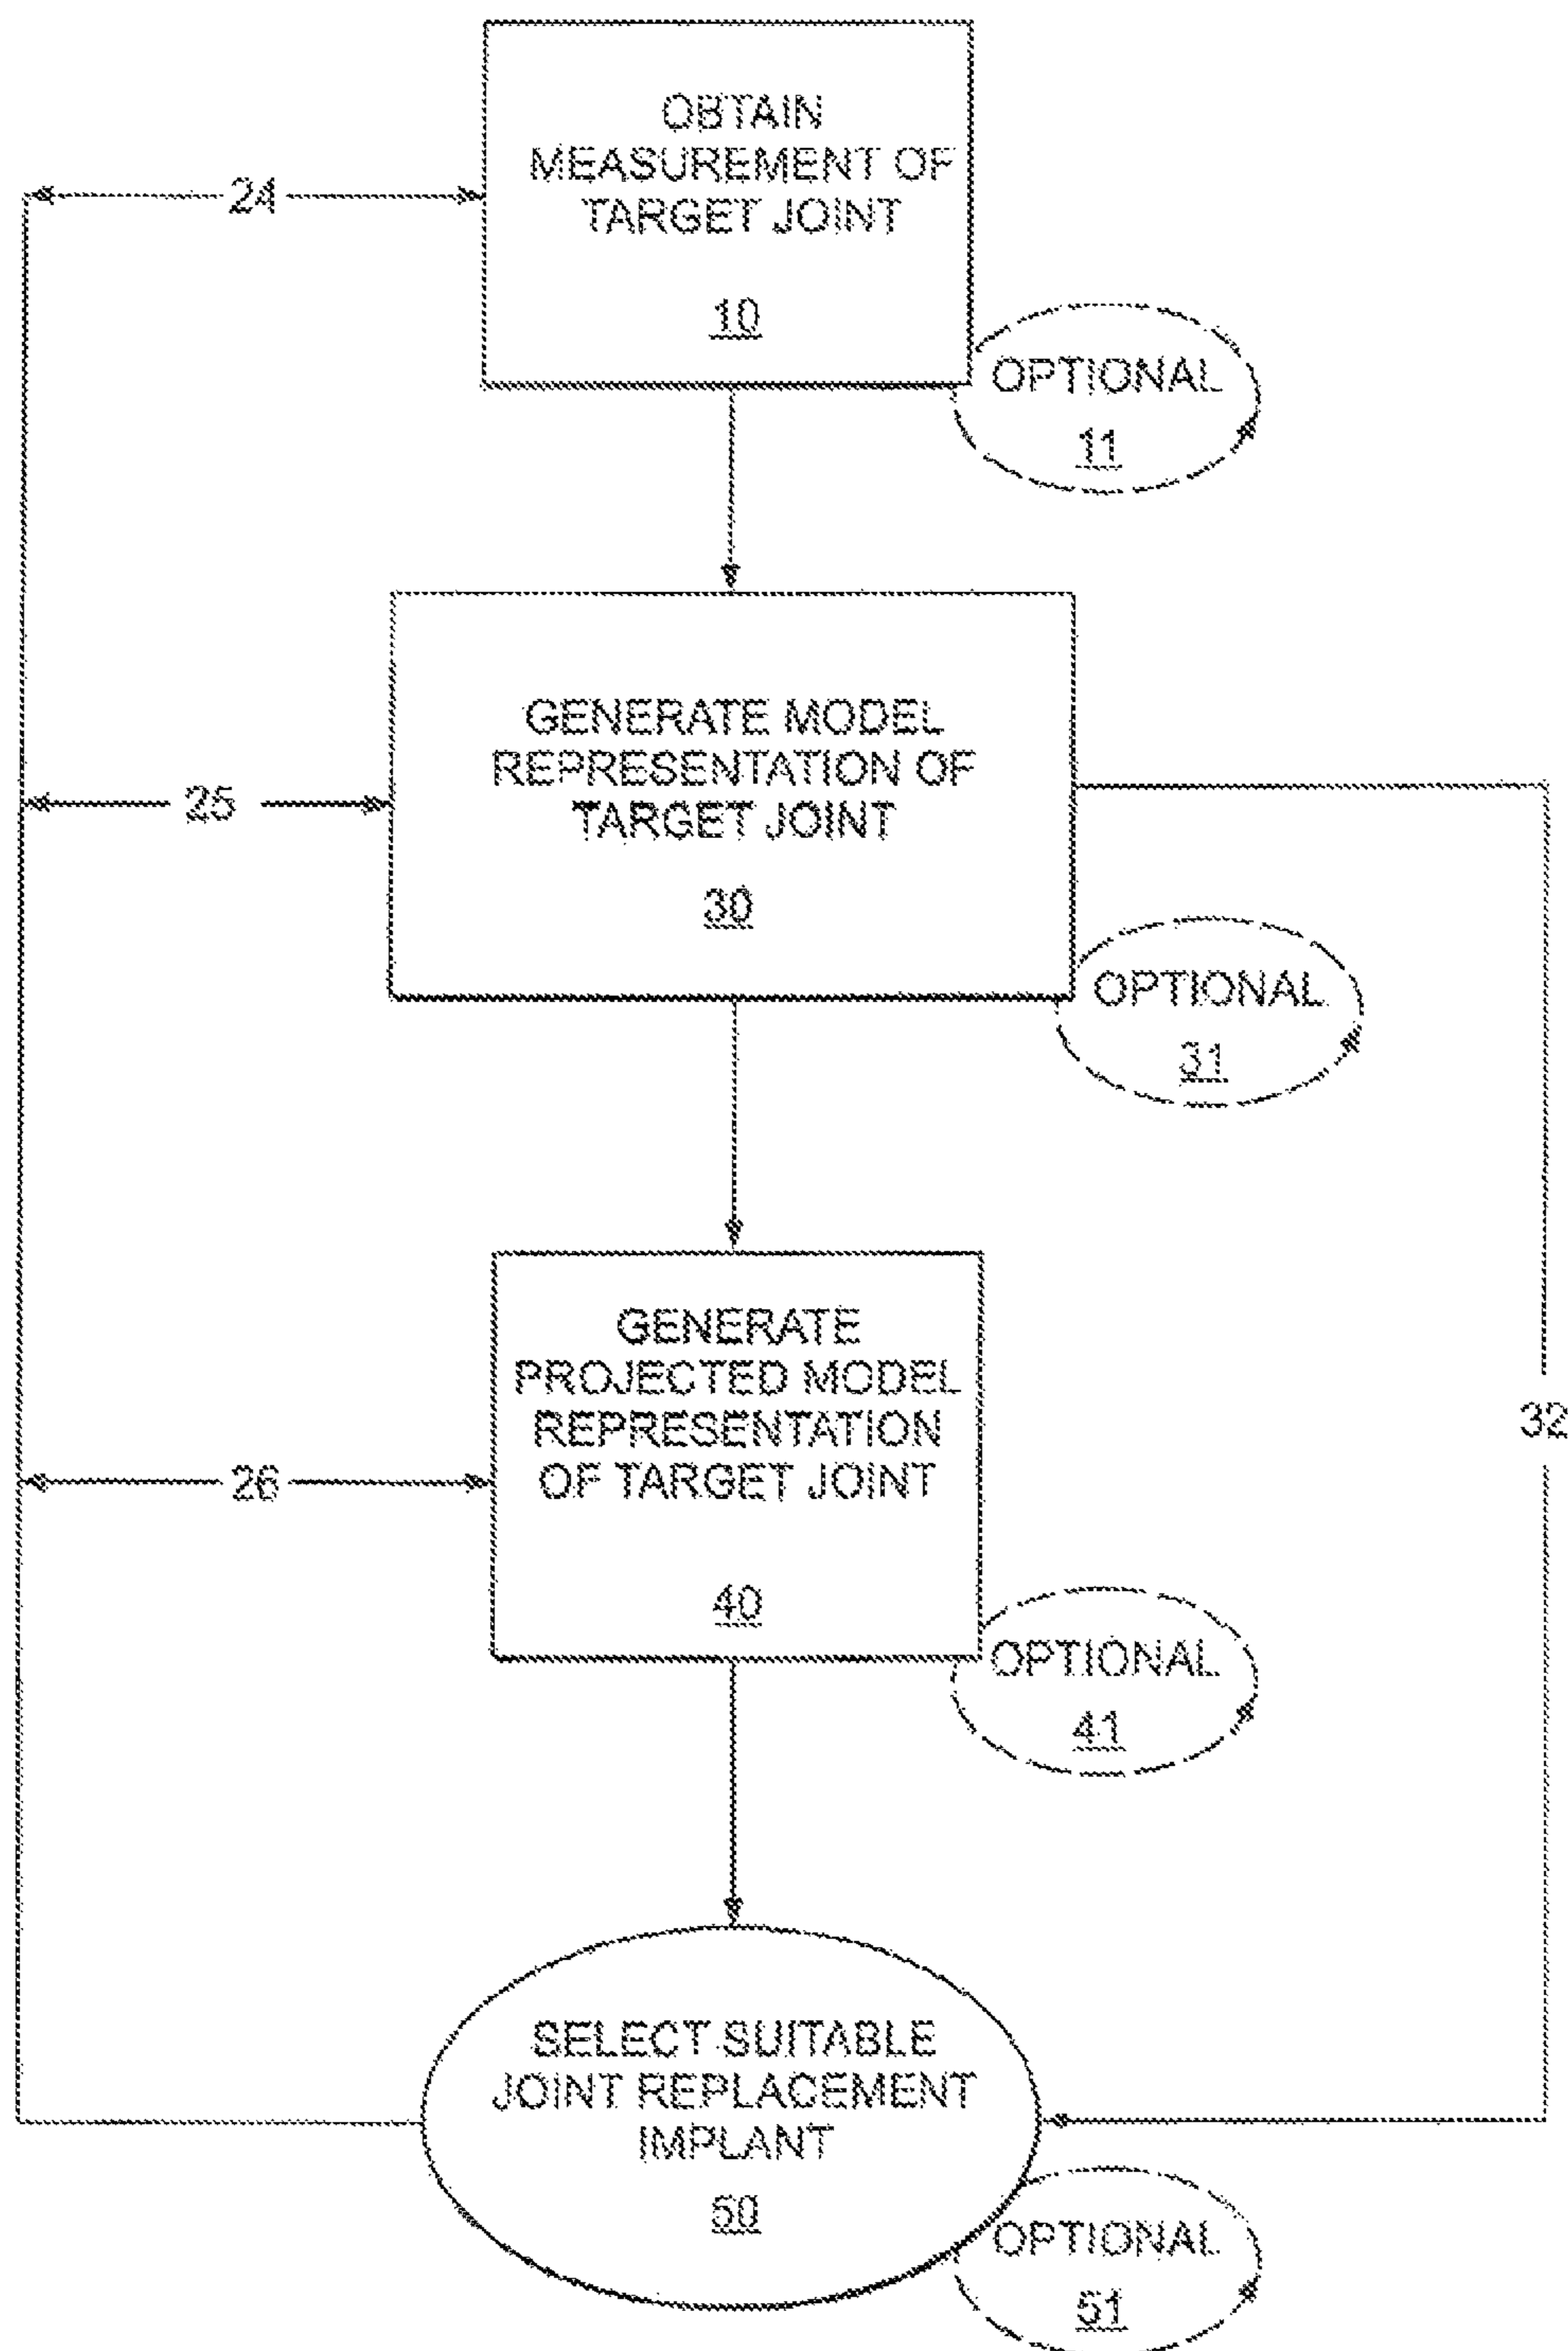 OBTAIN
MEASUREMENT OF
TARGET JOINT
10
24
OPTIONAL
11
GENERATE MODEL
REPRESENTATION OF
TARGET JOINT
30
25
OPTIONAL
31
GENERATE
PROJECTED MODEL
REPRESENTATION
OF TARGET JOINT
40
32
26
OPTIONAL
41
SELECT SUITABLE
JOINT REPLACEMENT
IMPLANT
50
OPTIONAL
51